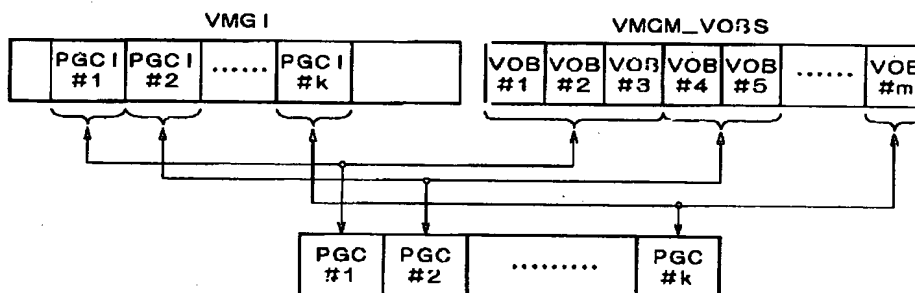 VMGI
VMGM_VOBS
PGCI PGCI ...... PGCI
#1 #2 #k
VOB VOB VOB VOB VOB ...... VOB
#1 #2 #3 #4 #5 #m
PGC PGC ......... PGC
#1 #2 #k